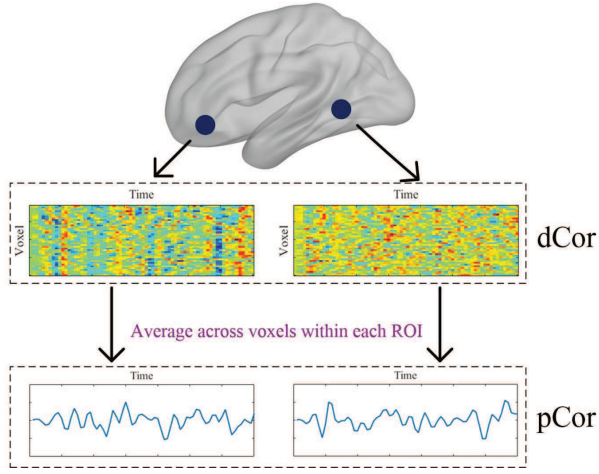 Time
Time
Voxel
Voxel
dCor
Average across voxels within each ROI
Time
Time
pCor